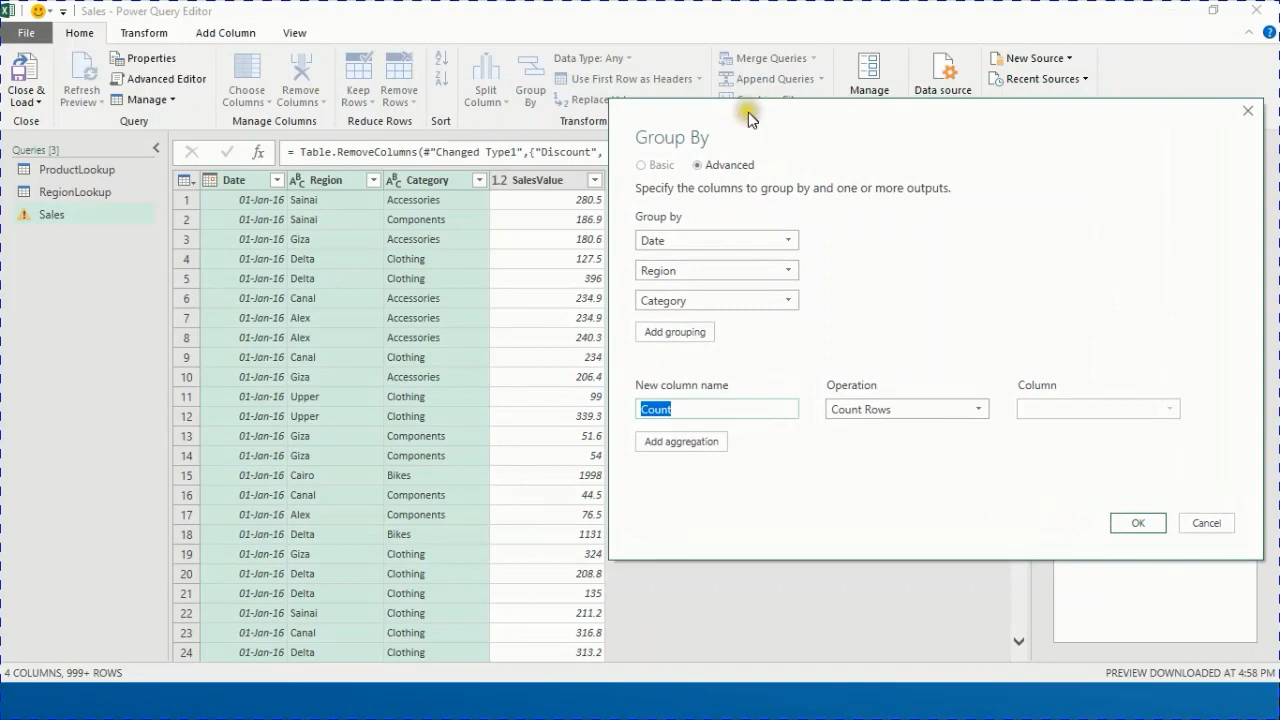 Sales - Power Query Editor
File
Home
Transform
Add Column
View
Close &
Load
Close
Refresh
Preview
Properties
Advanced Editor
Manage
Query
Choose
Columns
Remove
Columns
Manage Columns
Keep
Rows
Remove
Rows
Reduce Rows
Sort
Split
Column
Group
By
Data Type: Any
Use First Row as Headers
Replace
Transform
Merge Queries
Append Queries
Manage
Data source
New Source
Recent Sources
Queries [3]
ProductLookup
RegionLookup
Sales
= Table.RemoveColumns(#"Changed Type1",{"Discount",
Date Region Category 1.2 SalesValue
1 01-Jan-16 Sainai Accessories 280.5
2 01-Jan-16 Sainai Components 186.9
3 01-Jan-16 Giza Accessories 180.6
4 01-Jan-16 Delta Clothing 127.5
5 01-Jan-16 Delta Clothing 396
6 01-Jan-16 Canal Accessories 234.9
7 01-Jan-16 Alex Accessories 234.9
8 01-Jan-16 Alex Accessories 240.3
9 01-Jan-16 Canal Clothing 234
10 01-Jan-16 Giza Accessories 206.4
11 01-Jan-16 Upper Clothing 99
12 01-Jan-16 Upper Clothing 339.3
13 01-Jan-16 Giza Components 51.6
14 01-Jan-16 Giza Components 54
15 01-Jan-16 Cairo Bikes 1998
16 01-Jan-16 Canal Components 44.5
17 01-Jan-16 Alex Components 76.5
18 01-Jan-16 Delta Bikes 1131
19 01-Jan-16 Giza Clothing 324
20 01-Jan-16 Delta Clothing 208.8
21 01-Jan-16 Delta Clothing 135
22 01-Jan-16 Sainai Clothing 211.2
23 01-Jan-16 Canal Clothing 316.8
24 01-Jan-16 Delta Clothing 313.2
Group By
Basic
Advanced
Specify the columns to group by and one or more outputs.
Group by
Date
Region
Category
Add grouping
New column name Operation Column
Count Count Rows
Add aggregation
OK Cancel
4 COLUMNS, 999+ ROWS
PREVIEW DOWNLOADED AT 4:58 PM